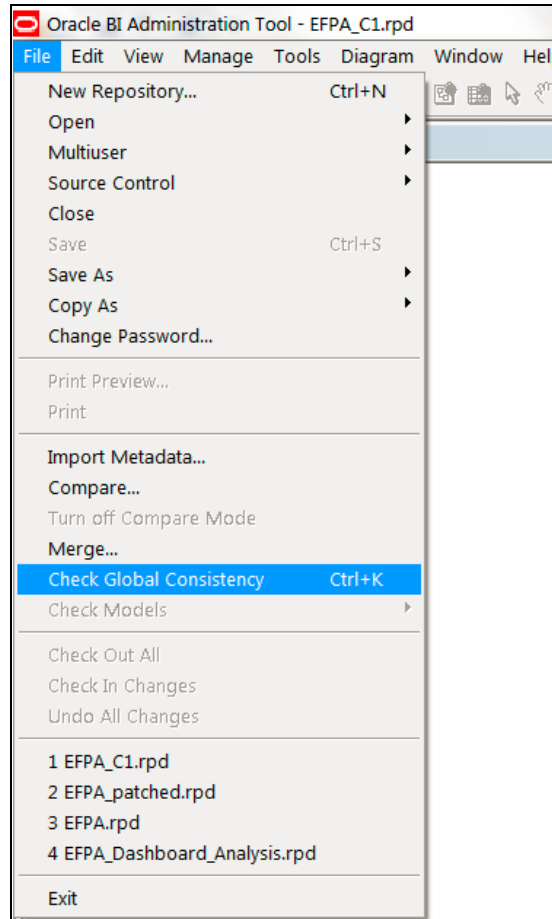 Oracle BI Administration Tool - EFPA_C1.rpd
File Edit View Manage Tools Diagram Window Hel
New Repository... Ctrl+N
Open
Multiuser
Source Control
Close
Save Ctrl+S
Save As
Copy As
Change Password...
Print Preview...
Print
Import Metadata...
Compare...
Turn off Compare Mode
Merge...
Check Global Consistency Ctrl+K
Check Models
Check Out All
Check In Changes
Undo All Changes
1 EFPA_C1.rpd
2 EFPA_patched.rpd
3 EFPA.rpd
4 EFPA_Dashboard_Analysis.rpd
Exit